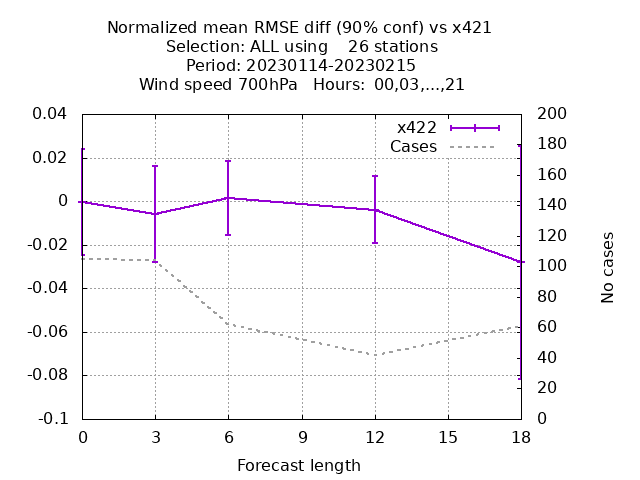 Normalized mean RMSE diff (90% conf) vs x421
Selection: ALL using    26 stations
Period: 20230114-20230215
Wind speed 700hPa   Hours: 00,03,...,21
x422
Cases
0.04
0.02
0
-0.02
-0.04
-0.06
-0.08
-0.1
200
180
160
140
120
100
80
60
40
20
0
No cases
0 3 6 9 12 15 18
Forecast length